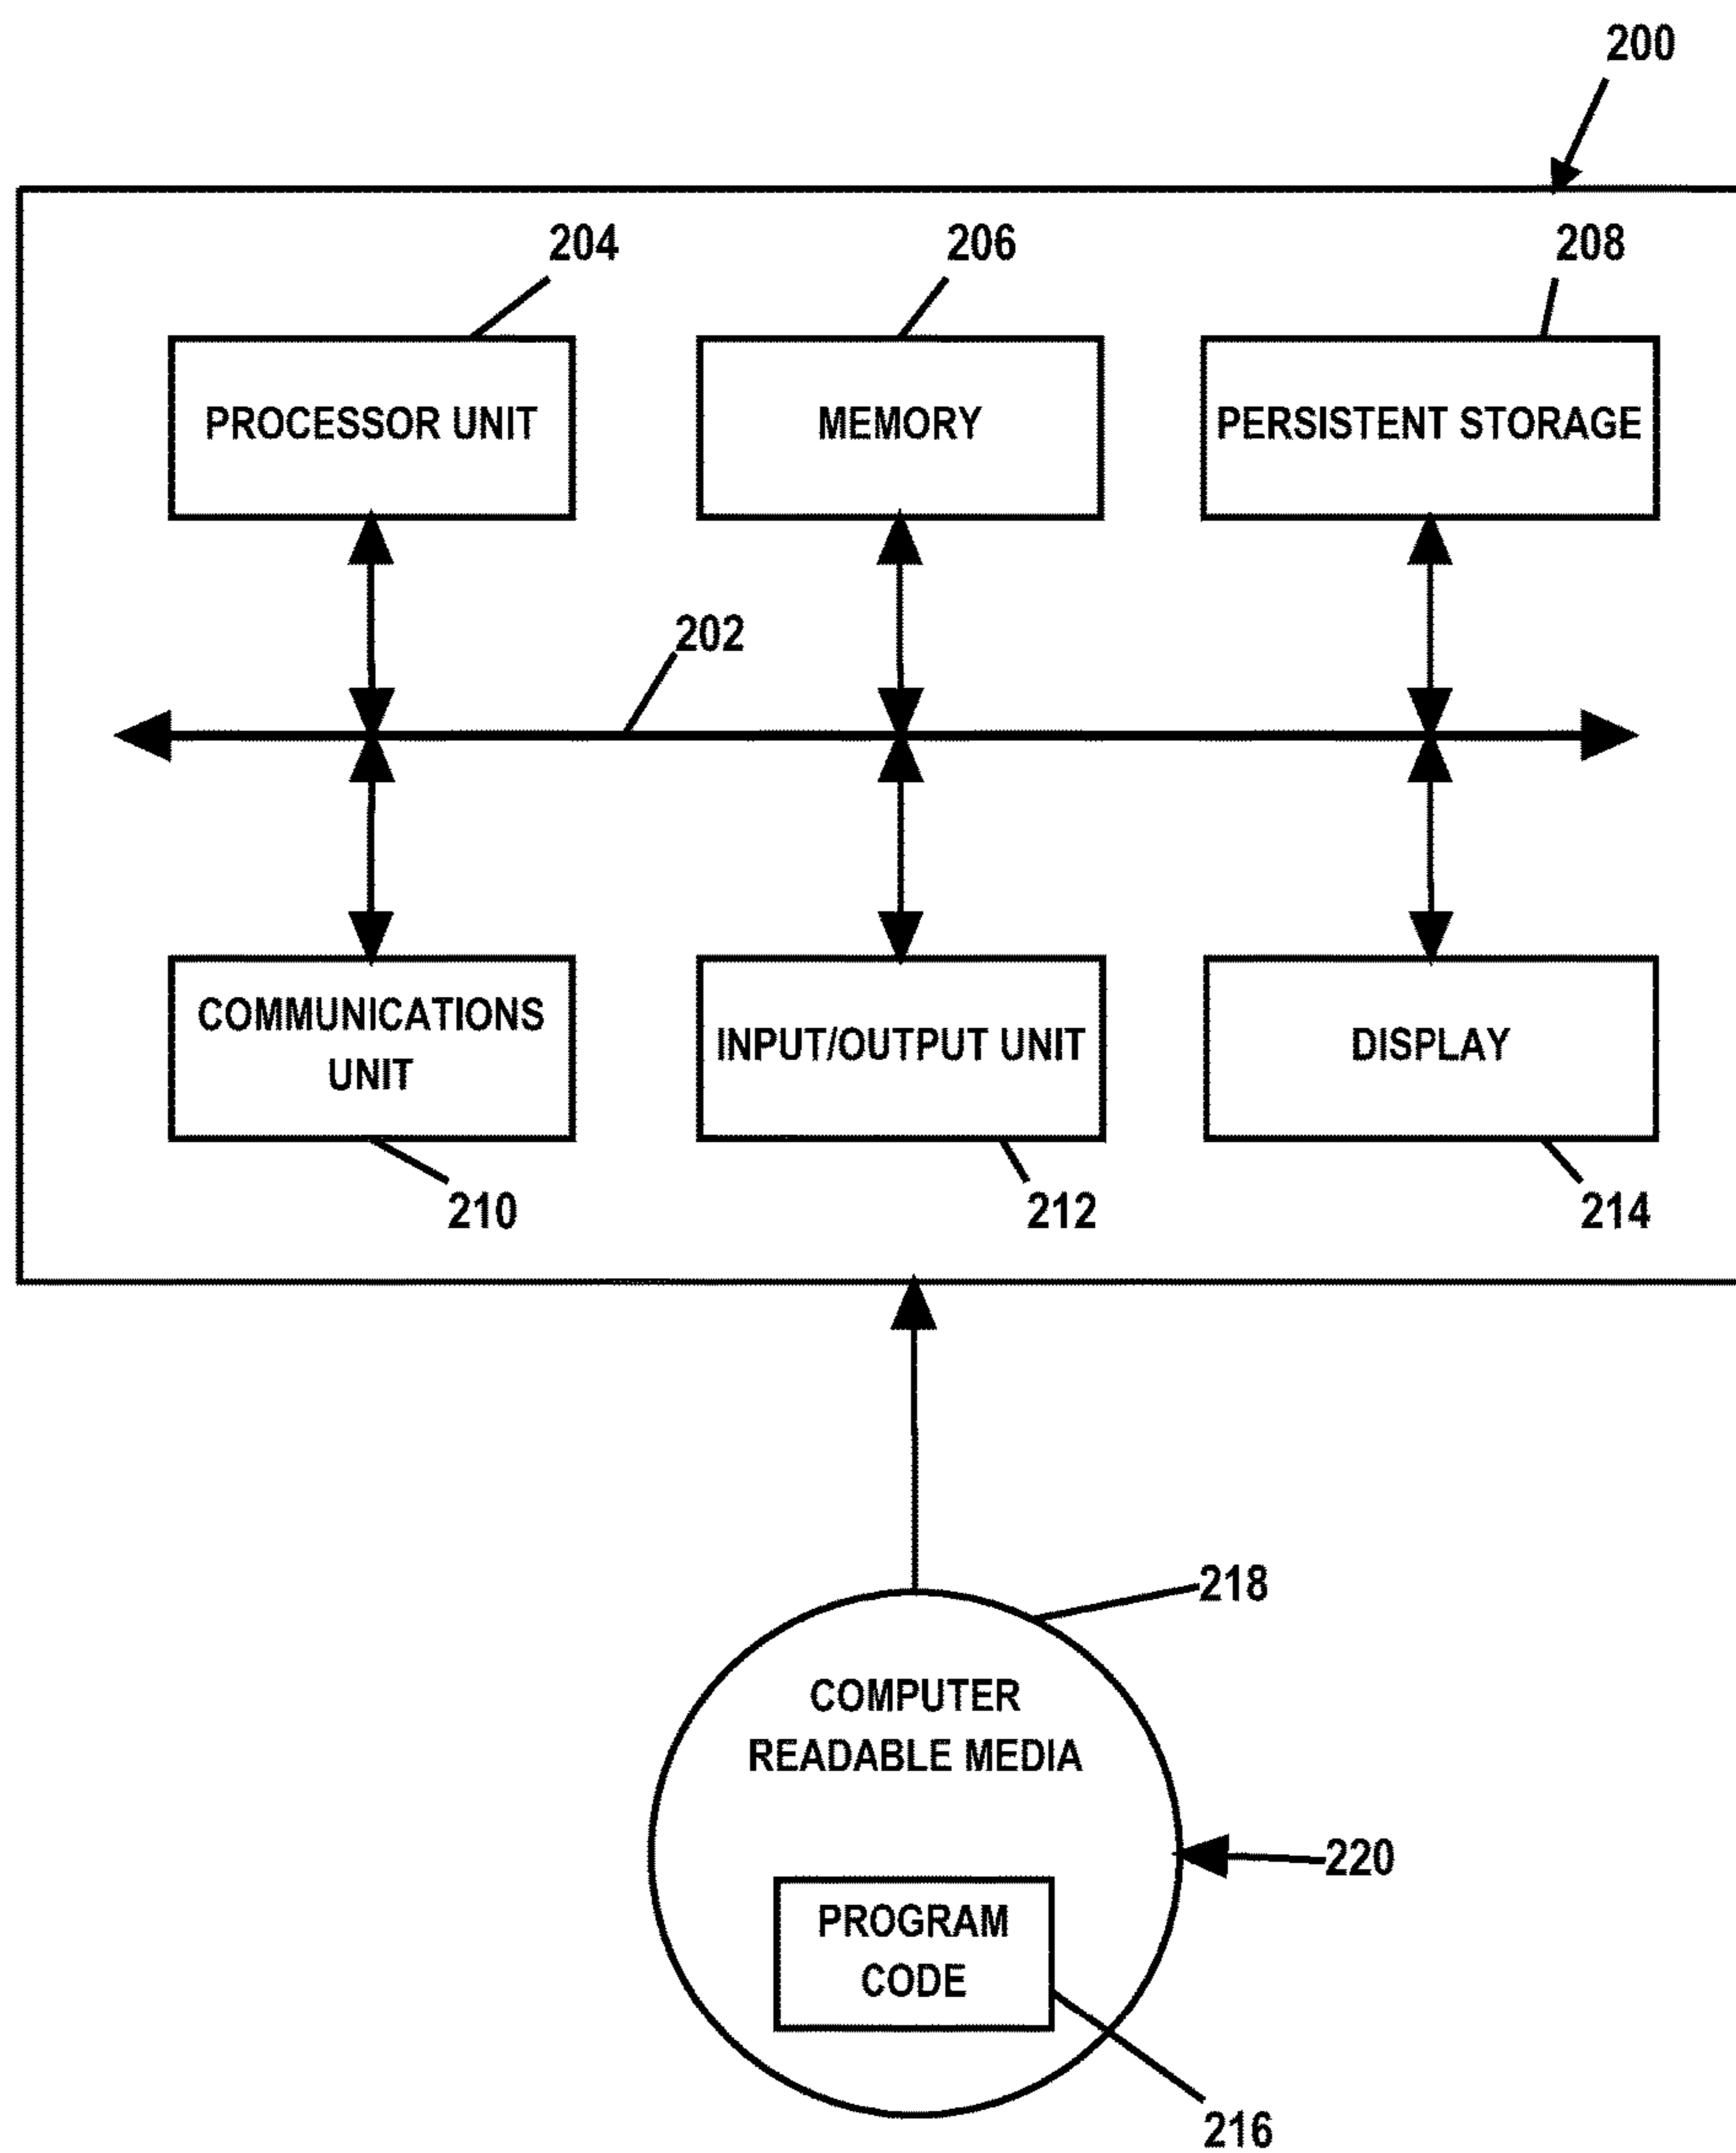 200
204
206
208
PROCESSOR UNIT
MEMORY
PERSISTENT STORAGE
202
COMMUNICATIONS
UNIT
INPUT/OUTPUT UNIT
DISPLAY
210
212
214
218
COMPUTER
READABLE MEDIA
220
PROGRAM
CODE
216